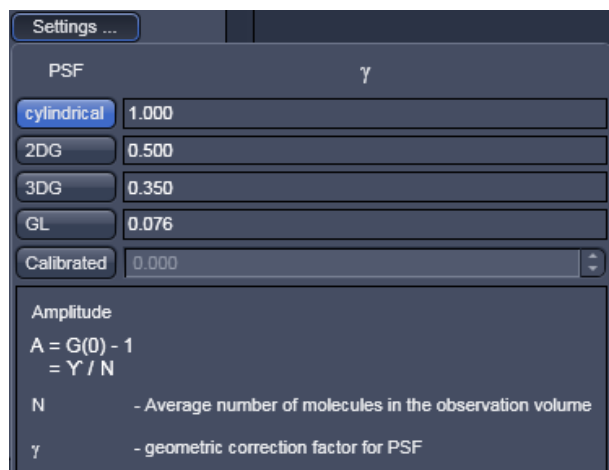 Settings ...
PSF γ
cylindrical 1.000
2DG 0.500
3DG 0.350
GL 0.076
Calibrated 0.000
Amplitude
A = G(0) - 1
= ϒ / N
N - Average number of molecules in the observation volume
γ - geometric correction factor for PSF